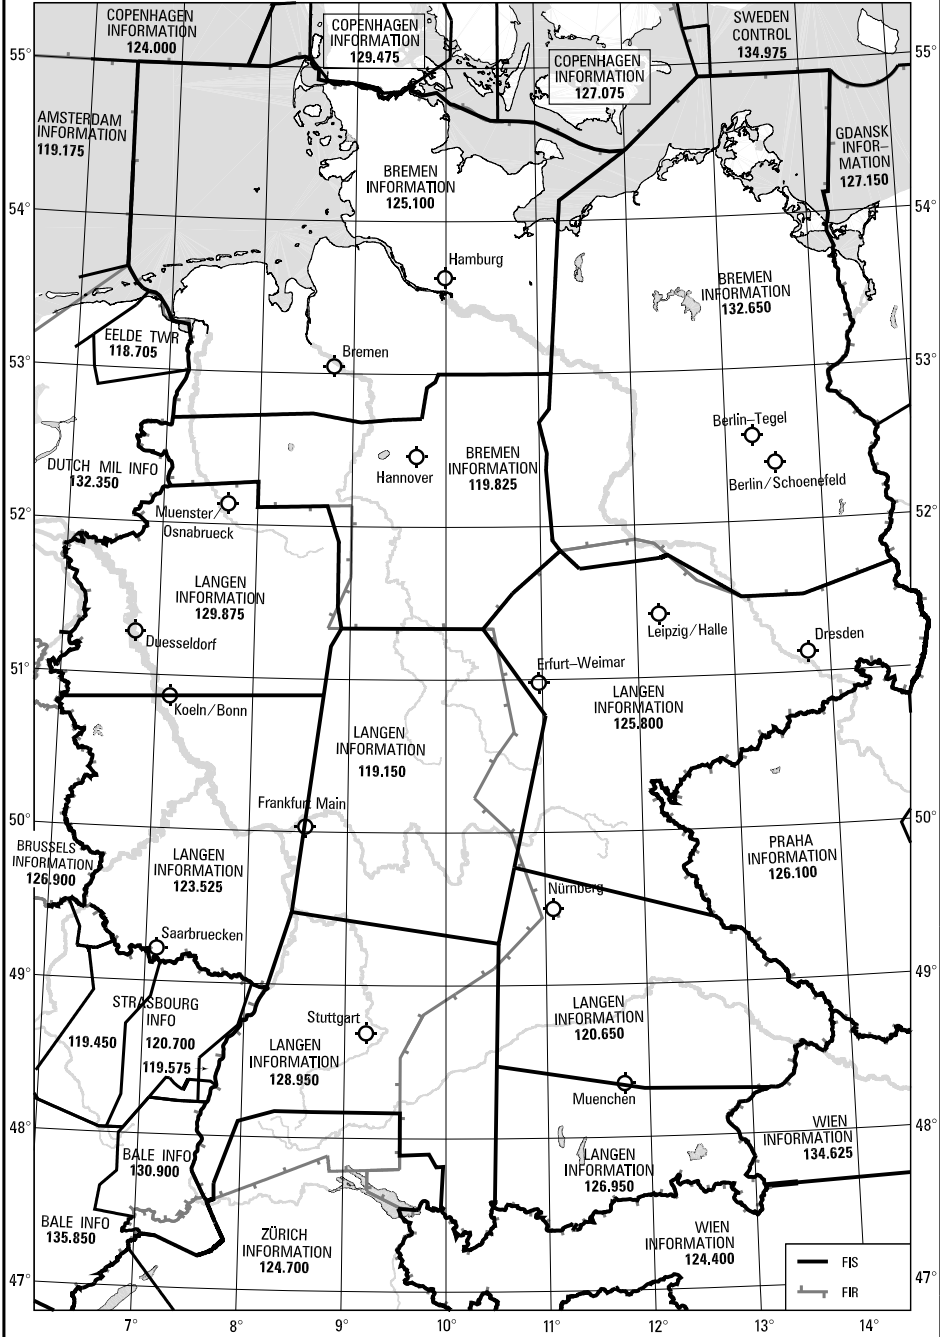 COPENHAGEN
INFORMATION
124.000
COPENHAGEN
INFORMATION
129.475
SWEDEN
CONTROL
134.975
55°
55°
COPENHAGEN
INFORMATION
127.075
AMSTERDAM
INFORMATION
119.175
GDANSK
INFOR–
MATION
127.150
BREMEN
INFORMATION
125.100
54°
54°
Hamburg
BREMEN
INFORMATION
132.650
EELDE TWR
118.705
Bremen
53°
53°
Berlin–Tegel
BREMEN
INFORMATION
119.825
DUTCH MIL INFO
132.350
Hannover
Berlin/Schoenefeld
Muenster/
Osnabrueck
52°
52°
LANGEN
INFORMATION
129.875
Duesseldorf
Leipzig/Halle
Dresden
51°
51°
Erfurt–Weimar
Koeln/Bonn
LANGEN
INFORMATION
125.800
LANGEN
INFORMATION
119.150
Frankfurt Main
50°
50°
BRUSSELS
INFORMATION
126.900
LANGEN
INFORMATION
123.525
PRAHA
INFORMATION
126.100
Nürnberg
Saarbruecken
49°
49°
STRASBOURG
INFO
119.450
120.700
119.575
Stuttgart
LANGEN
INFORMATION
128.950
LANGEN
INFORMATION
120.650
Muenchen
48°
48°
BALE INFO
130.900
LANGEN
INFORMATION
126.950
WIEN
INFORMATION
134.625
BALE INFO
135.850
ZÜRICH
INFORMATION
124.700
WIEN
INFORMATION
124.400
47°
47°
FIS
FIR
7°
8°
9°
10°
11°
12°
13°
14°